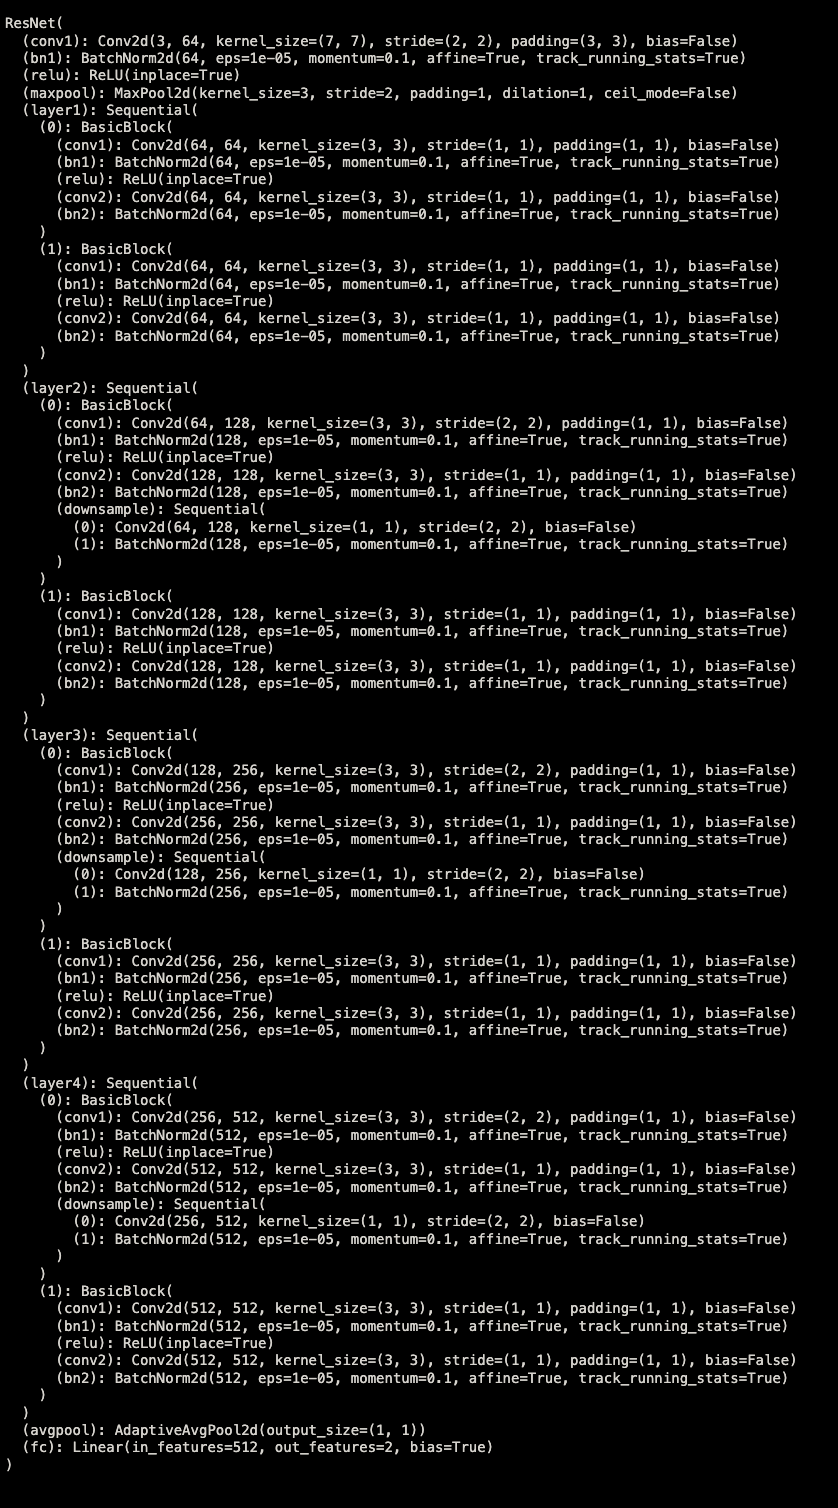 ResNet(
  (conv1): Conv2d(3, 64, kernel_size=(7, 7), stride=(2, 2), padding=(3, 3), bias=False)
  (bn1): BatchNorm2d(64, eps=1e-05, momentum=0.1, affine=True, track_running_stats=True)
  (relu): ReLU(inplace=True)
  (maxpool): MaxPool2d(kernel_size=3, stride=2, padding=1, dilation=1, ceil_mode=False)
  (layer1): Sequential(
    (0): BasicBlock(
      (conv1): Conv2d(64, 64, kernel_size=(3, 3), stride=(1, 1), padding=(1, 1), bias=False)
      (bn1): BatchNorm2d(64, eps=1e-05, momentum=0.1, affine=True, track_running_stats=True)
      (relu): ReLU(inplace=True)
      (conv2): Conv2d(64, 64, kernel_size=(3, 3), stride=(1, 1), padding=(1, 1), bias=False)
      (bn2): BatchNorm2d(64, eps=1e-05, momentum=0.1, affine=True, track_running_stats=True)
    )
    (1): BasicBlock(
      (conv1): Conv2d(64, 64, kernel_size=(3, 3), stride=(1, 1), padding=(1, 1), bias=False)
      (bn1): BatchNorm2d(64, eps=1e-05, momentum=0.1, affine=True, track_running_stats=True)
      (relu): ReLU(inplace=True)
      (conv2): Conv2d(64, 64, kernel_size=(3, 3), stride=(1, 1), padding=(1, 1), bias=False)
      (bn2): BatchNorm2d(64, eps=1e-05, momentum=0.1, affine=True, track_running_stats=True)
    )
  )
  (layer2): Sequential(
    (0): BasicBlock(
      (conv1): Conv2d(64, 128, kernel_size=(3, 3), stride=(2, 2), padding=(1, 1), bias=False)
      (bn1): BatchNorm2d(128, eps=1e-05, momentum=0.1, affine=True, track_running_stats=True)
      (relu): ReLU(inplace=True)
      (conv2): Conv2d(128, 128, kernel_size=(3, 3), stride=(1, 1), padding=(1, 1), bias=False)
      (bn2): BatchNorm2d(128, eps=1e-05, momentum=0.1, affine=True, track_running_stats=True)
      (downsample): Sequential(
        (0): Conv2d(64, 128, kernel_size=(1, 1), stride=(2, 2), bias=False)
        (1): BatchNorm2d(128, eps=1e-05, momentum=0.1, affine=True, track_running_stats=True)
      )
    )
    (1): BasicBlock(
      (conv1): Conv2d(128, 128, kernel_size=(3, 3), stride=(1, 1), padding=(1, 1), bias=False)
      (bn1): BatchNorm2d(128, eps=1e-05, momentum=0.1, affine=True, track_running_stats=True)
      (relu): ReLU(inplace=True)
      (conv2): Conv2d(128, 128, kernel_size=(3, 3), stride=(1, 1), padding=(1, 1), bias=False)
      (bn2): BatchNorm2d(128, eps=1e-05, momentum=0.1, affine=True, track_running_stats=True)
    )
  )
  (layer3): Sequential(
    (0): BasicBlock(
      (conv1): Conv2d(128, 256, kernel_size=(3, 3), stride=(2, 2), padding=(1, 1), bias=False)
      (bn1): BatchNorm2d(256, eps=1e-05, momentum=0.1, affine=True, track_running_stats=True)
      (relu): ReLU(inplace=True)
      (conv2): Conv2d(256, 256, kernel_size=(3, 3), stride=(1, 1), padding=(1, 1), bias=False)
      (bn2): BatchNorm2d(256, eps=1e-05, momentum=0.1, affine=True, track_running_stats=True)
      (downsample): Sequential(
        (0): Conv2d(128, 256, kernel_size=(1, 1), stride=(2, 2), bias=False)
        (1): BatchNorm2d(256, eps=1e-05, momentum=0.1, affine=True, track_running_stats=True)
      )
    )
    (1): BasicBlock(
      (conv1): Conv2d(256, 256, kernel_size=(3, 3), stride=(1, 1), padding=(1, 1), bias=False)
      (bn1): BatchNorm2d(256, eps=1e-05, momentum=0.1, affine=True, track_running_stats=True)
      (relu): ReLU(inplace=True)
      (conv2): Conv2d(256, 256, kernel_size=(3, 3), stride=(1, 1), padding=(1, 1), bias=False)
      (bn2): BatchNorm2d(256, eps=1e-05, momentum=0.1, affine=True, track_running_stats=True)
    )
  )
  (layer4): Sequential(
    (0): BasicBlock(
      (conv1): Conv2d(256, 512, kernel_size=(3, 3), stride=(2, 2), padding=(1, 1), bias=False)
      (bn1): BatchNorm2d(512, eps=1e-05, momentum=0.1, affine=True, track_running_stats=True)
      (relu): ReLU(inplace=True)
      (conv2): Conv2d(512, 512, kernel_size=(3, 3), stride=(1, 1), padding=(1, 1), bias=False)
      (bn2): BatchNorm2d(512, eps=1e-05, momentum=0.1, affine=True, track_running_stats=True)
      (downsample): Sequential(
        (0): Conv2d(256, 512, kernel_size=(1, 1), stride=(2, 2), bias=False)
        (1): BatchNorm2d(512, eps=1e-05, momentum=0.1, affine=True, track_running_stats=True)
      )
    )
    (1): BasicBlock(
      (conv1): Conv2d(512, 512, kernel_size=(3, 3), stride=(1, 1), padding=(1, 1), bias=False)
      (bn1): BatchNorm2d(512, eps=1e-05, momentum=0.1, affine=True, track_running_stats=True)
      (relu): ReLU(inplace=True)
      (conv2): Conv2d(512, 512, kernel_size=(3, 3), stride=(1, 1), padding=(1, 1), bias=False)
      (bn2): BatchNorm2d(512, eps=1e-05, momentum=0.1, affine=True, track_running_stats=True)
    )
  )
  (avgpool): AdaptiveAvgPool2d(output_size=(1, 1))
  (fc): Linear(in_features=512, out_features=2, bias=True)
)